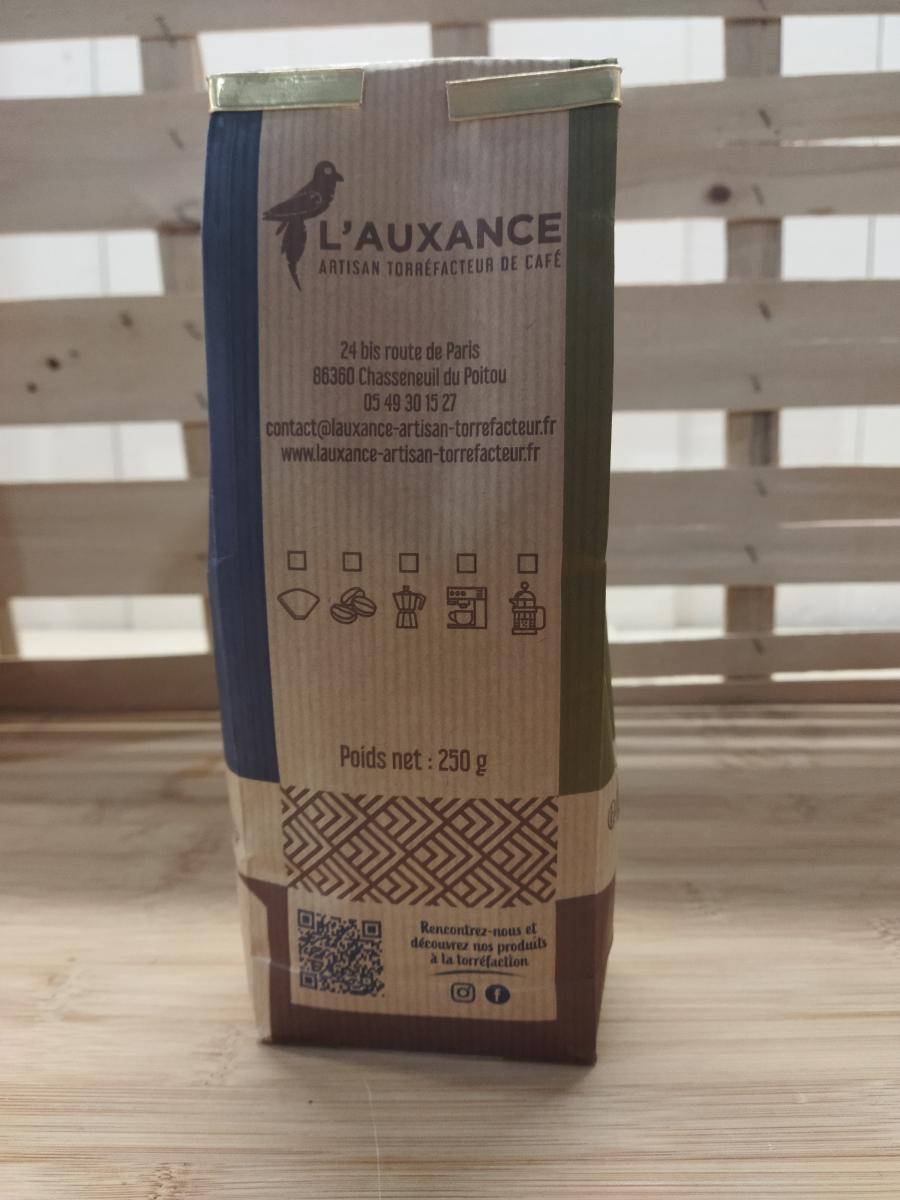 L'AUXANCE
ARTISAN TORRÉFACTEUR DE CAFÉ
24 bis route de Paris
86360 Chasseneuil du Poitou
05 49 30 15 27
contact@lauxance-artisan-torrefacteur.fr
www.lauxance-artisan-torrefacteur.fr
Poids net : 250 g
Rencontrez-nous et
découvrez nos produits
à la torréfaction